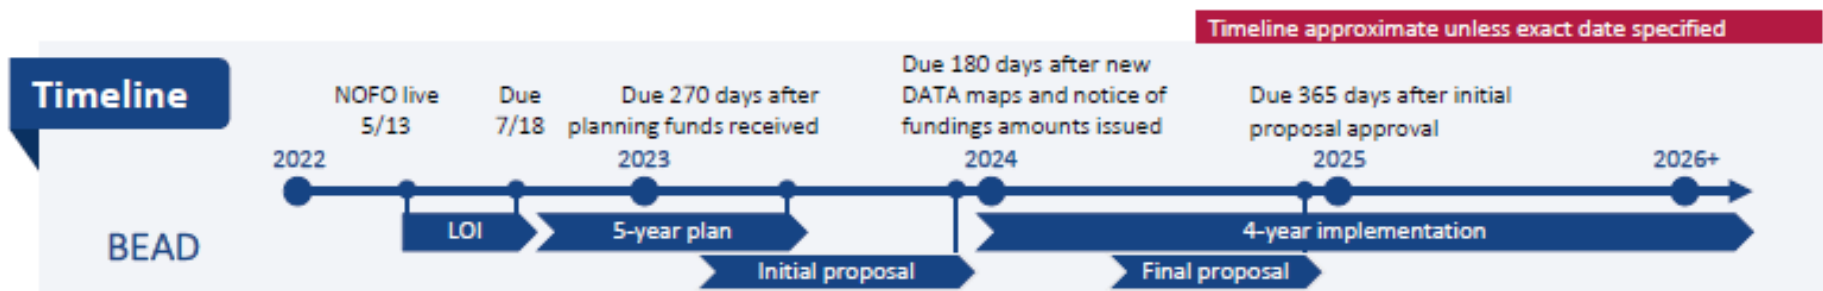 Timeline approximate unless exact date specified
Timeline
NOFO live
5/13
Due
7/18
Due 270 days after
planning funds received
Due 180 days after new
DATA maps and notice of
fundings amounts issued
Due 365 days after initial
proposal approval
2022
2023
2024
2025
2026+
BEAD
LOI
5-year plan
4-year implementation
Initial proposal
Final proposal